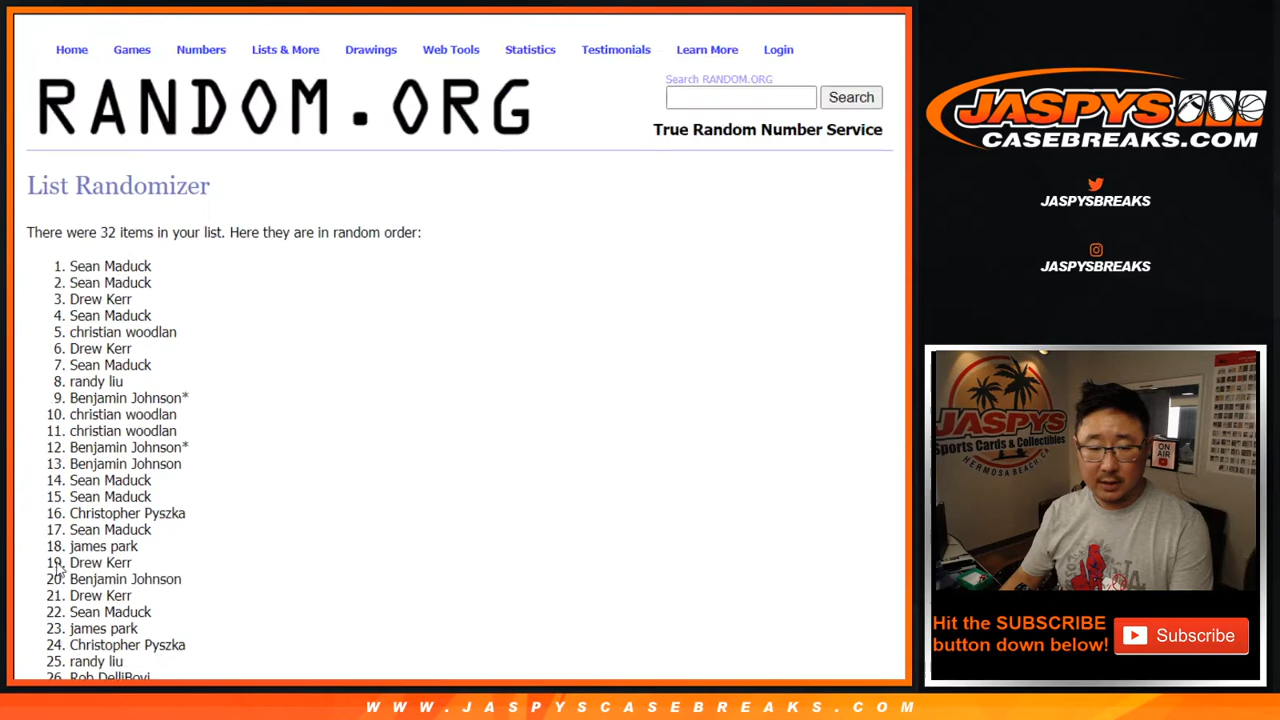 Home Games Numbers Lists & More Drawings Web Tools Statistics Testimonials Learn More Login
RANDOM.ORG
Search RANDOM.ORG
Search
True Random Number Service
List Randomizer
There were 32 items in your list. Here they are in random order:
1. Sean Maduck
2. Sean Maduck
3. Drew Kerr
4. Sean Maduck
5. christian woodlan
6. Drew Kerr
7. Sean Maduck
8. randy liu
9. Benjamin Johnson*
10. christian woodlan
11. christian woodlan
12. Benjamin Johnson*
13. Benjamin Johnson
14. Sean Maduck
15. Sean Maduck
16. Christopher Pyszka
17. Sean Maduck
18. james park
19. Drew Kerr
20. Benjamin Johnson
21. Drew Kerr
22. Sean Maduck
23. james park
24. Christopher Pyszka
25. randy liu
26. Rob DelliBovi
JASPYS
CASEBREAKS.COM
JASPYSBREAKS
JASPYSBREAKS
JASPYS
Sports Cards & Collectibles
HERMOSA BEACH, CA
ON AIR
Hit the SUBSCRIBE
button down below!
Subscribe
WWW.JASPYSCASEBREAKS.COM